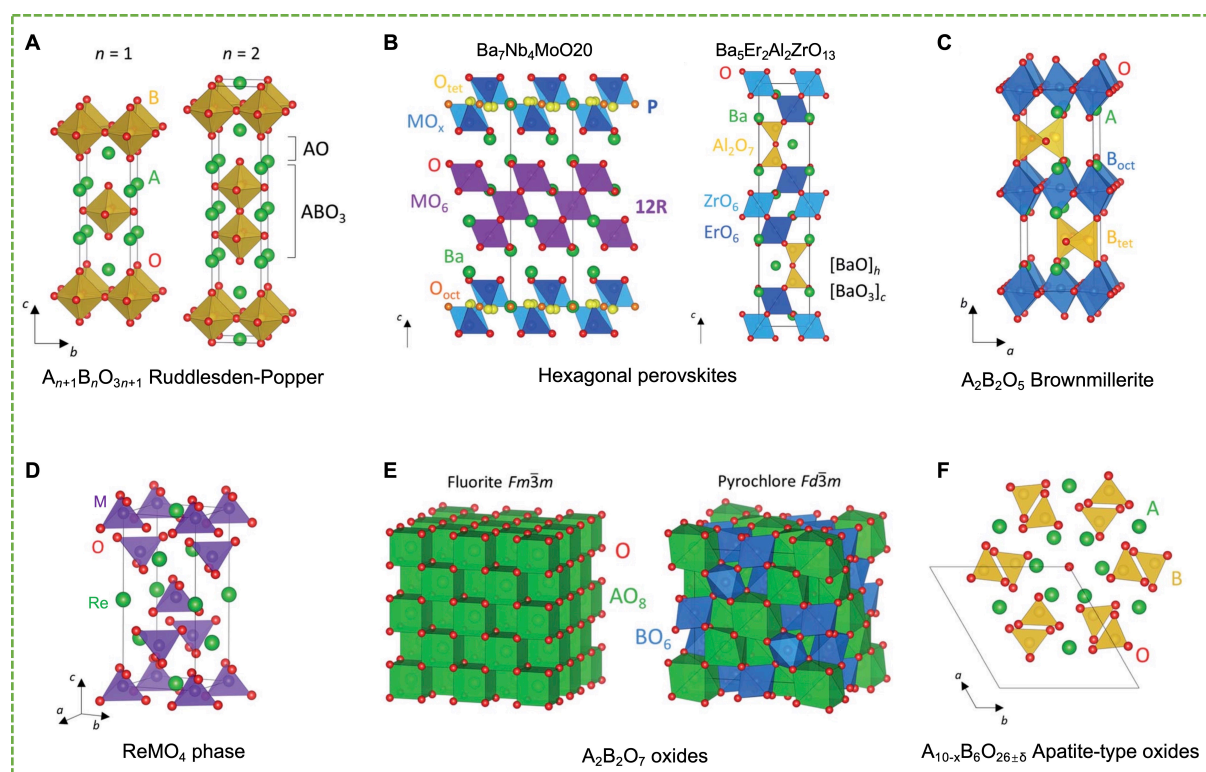 A
n = 1
n = 2
B
A
O
AO
ABO3
c
b
An+1BnO3n+1 Ruddlesden-Popper
B
Ba7Nb4MoO20
Otet
P
MOx
O
MO6
12R
Ba
Ooct
c
Ba5Er2Al2ZrO13
O
Ba
Al2O7
ZrO6
ErO6
[BaO]h
[BaO3]c
c
Hexagonal perovskites
C
O
A
Boct
Btet
b
a
A2B2O5 Brownmillerite
D
M
O
Re
c
a
b
ReMO4 phase
E
Fluorite Fm3̅m
O
AO8
Pyrochlore Fd3̅m
BO6
A2B2O7 oxides
F
A
B
O
a
b
A10-xB6O26±δ Apatite-type oxides